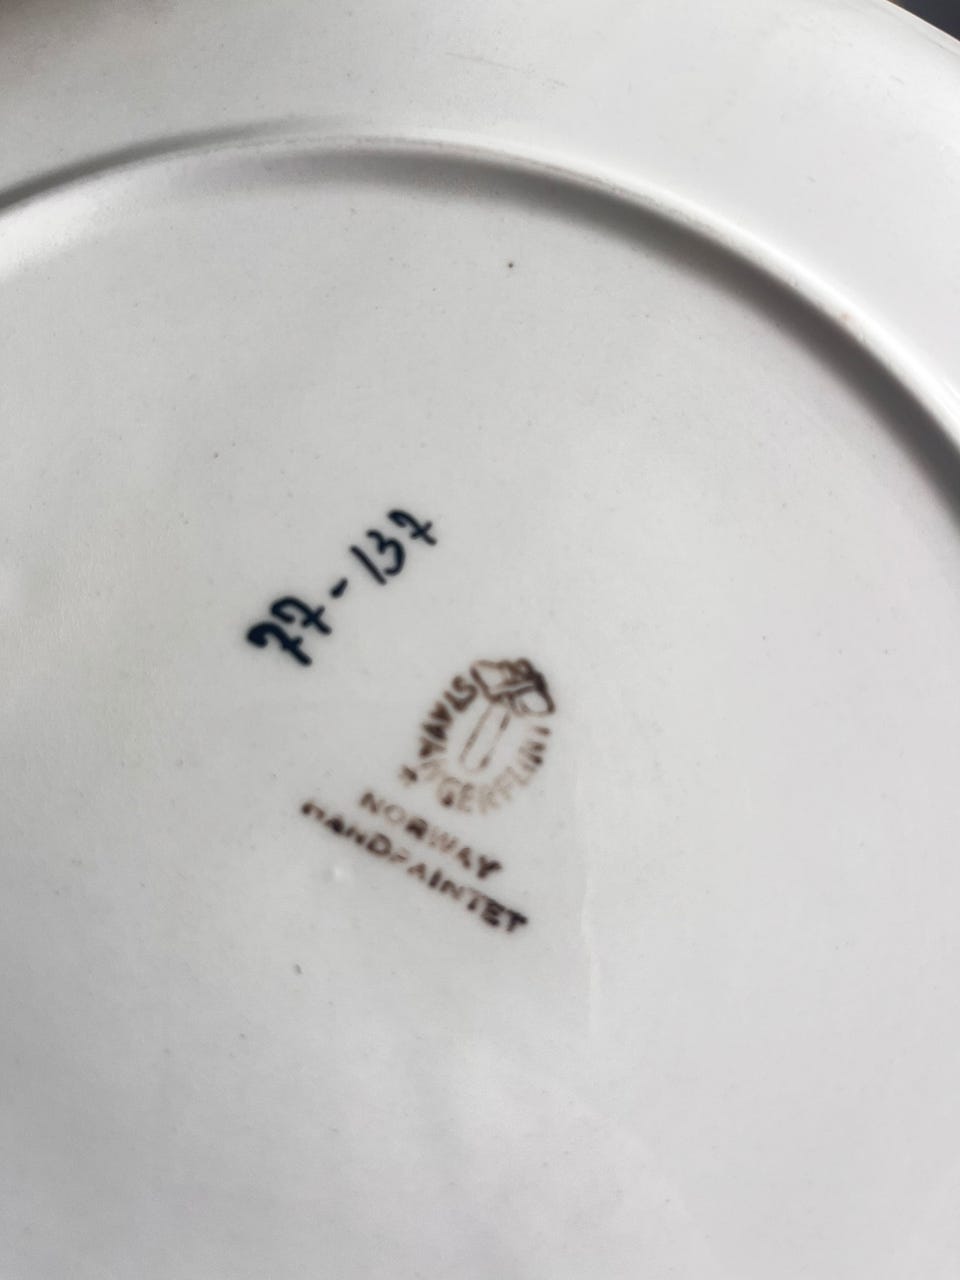 77-137
STAVANGERFLINT
NORWAY
HANDPAINTET